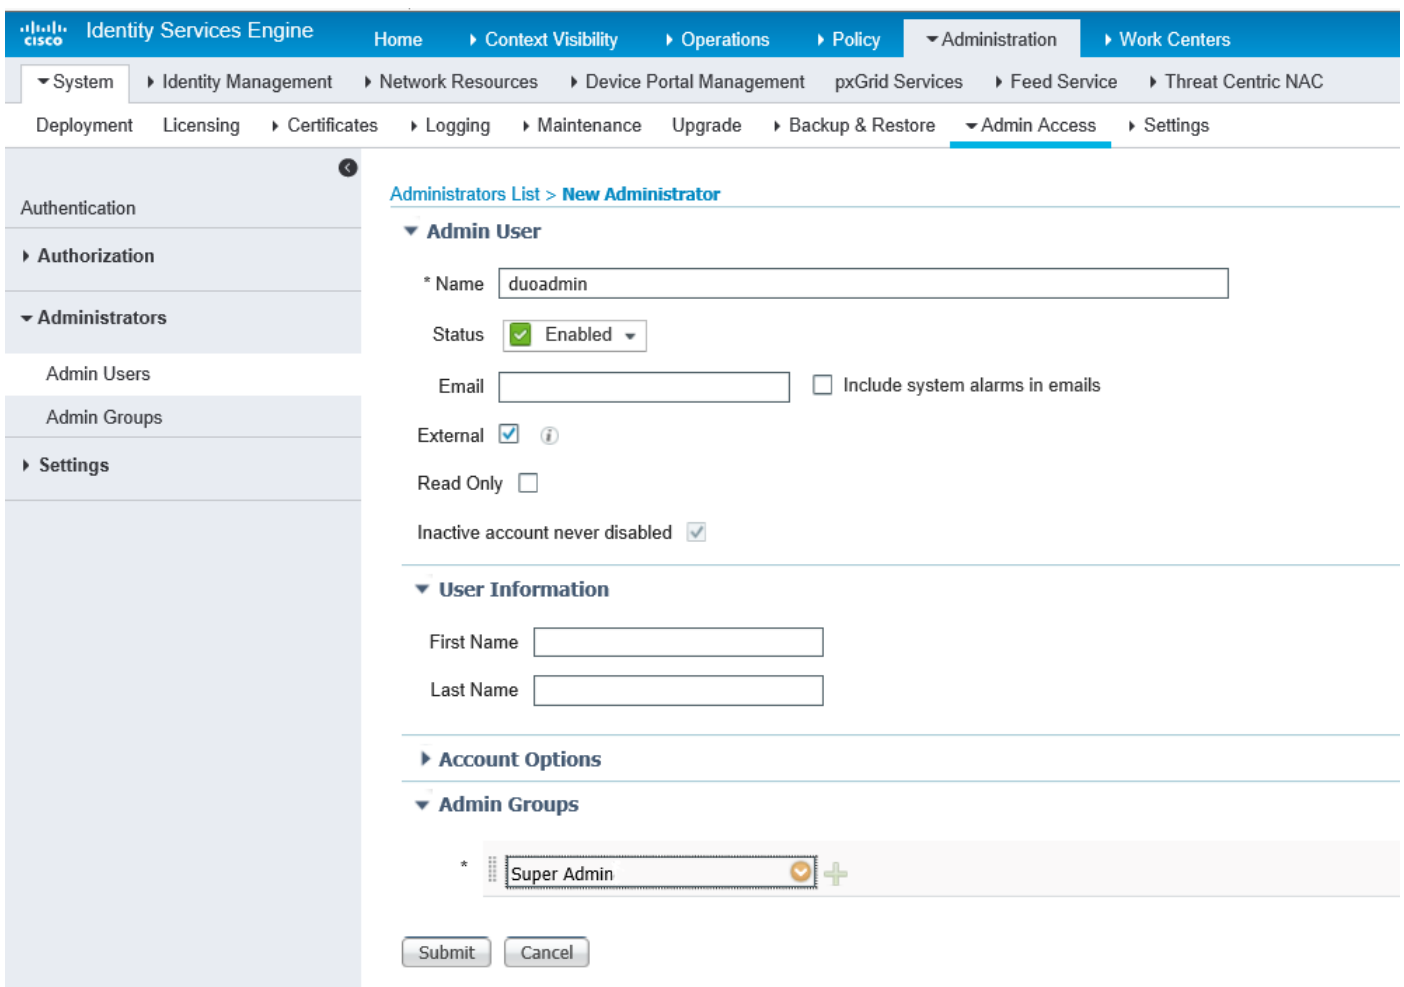 cisco Identity Services Engine Home Context Visibility Operations Policy Administration Work Centers
System Identity Management Network Resources Device Portal Management pxGrid Services Feed Service Threat Centric NAC
Deployment Licensing Certificates Logging Maintenance Upgrade Backup & Restore Admin Access Settings
Authentication
Authorization
Administrators
Admin Users
Admin Groups
Settings
Administrators List > New Administrator
Admin User
* Name duoadmin
Status Enabled
Email Include system alarms in emails
External i
Read Only
Inactive account never disabled
User Information
First Name
Last Name
Account Options
Admin Groups
* Super Admin
Submit Cancel